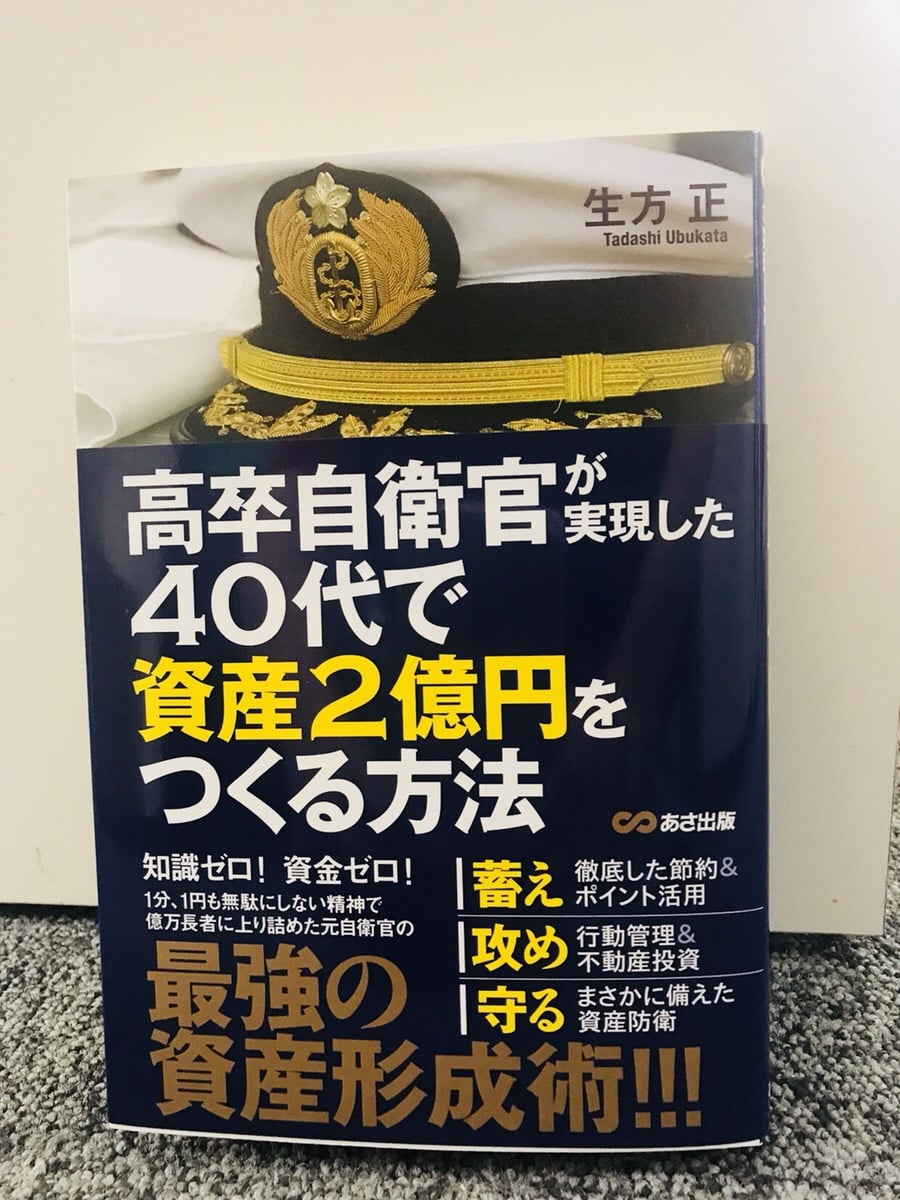 生方 正
Tadashi Ubukata
高卒自衛官が
実現した
40代で
資産2億円を
つくる方法
あさ出版
知識ゼロ! 資金ゼロ!
1分、1円も無駄にしない精神で
億万長者に上り詰めた元自衛官の
最強の
資産形成術!!!
蓄え 徹底した節約&
ポイント活用
攻め 行動管理&
不動産投資
守る まさかに備えた
資産防衛